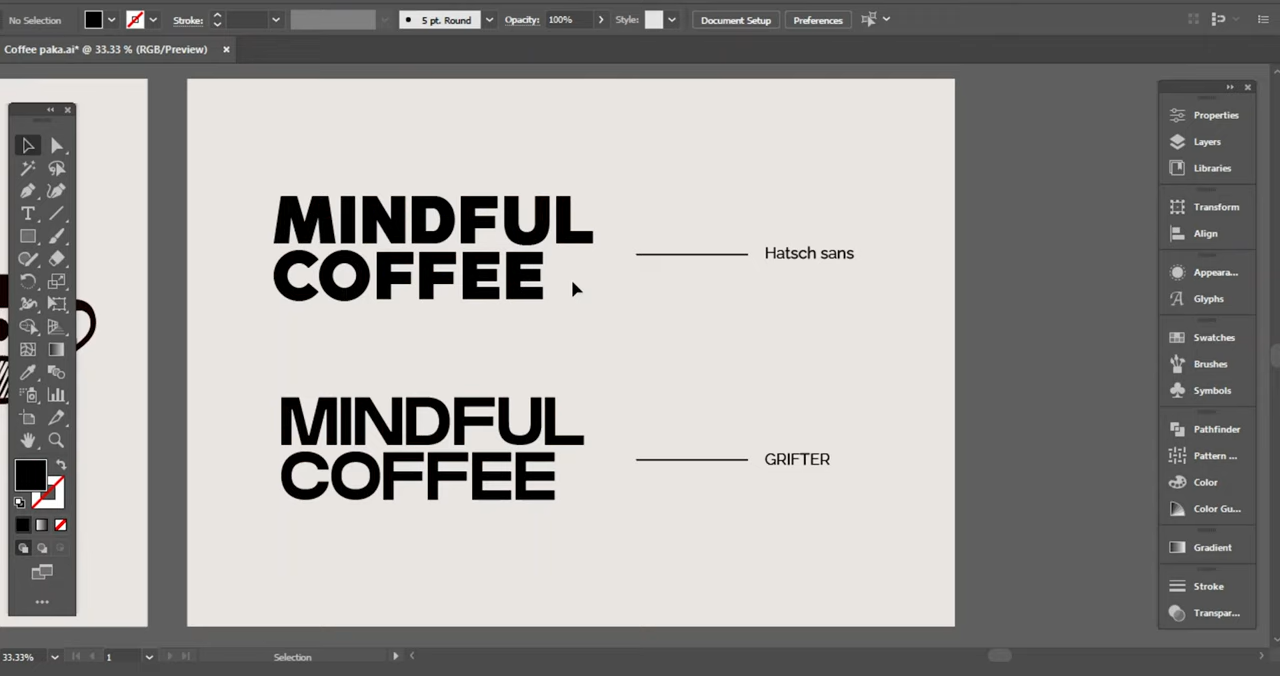 No Selection
Stroke:
5 pt. Round
Opacity: 100%
Style:
Document Setup
Preferences
Coffee paka.ai* @ 33.33 % (RGB/Preview)
Properties
Layers
Libraries
Transform
Align
Appeara...
Glyphs
Swatches
Brushes
Symbols
Pathfinder
Pattern ...
Color
Color Gu...
Gradient
Stroke
Transpar...
MINDFUL
COFFEE
Hatsch sans
MINDFUL
COFFEE
GRIFTER
33.33%
1
Selection